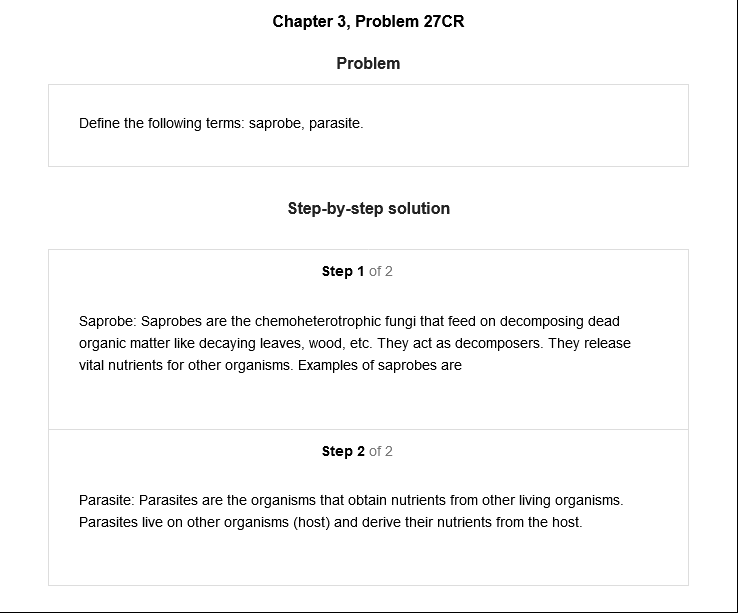 Chapter 3, Problem 27CR
Problem
Define the following terms: saprobe, parasite.
Step-by-step solution
Step 1 of 2
Saprobe: Saprobes are the chemoheterotrophic fungi that feed on decomposing dead
organic matter like decaying leaves, wood, etc. They act as decomposers. They release
vital nutrients for other organisms. Examples of saprobes are
Step 2 of 2
Parasite: Parasites are the organisms that obtain nutrients from other living organisms.
Parasites live on other organisms (host) and derive their nutrients from the host.